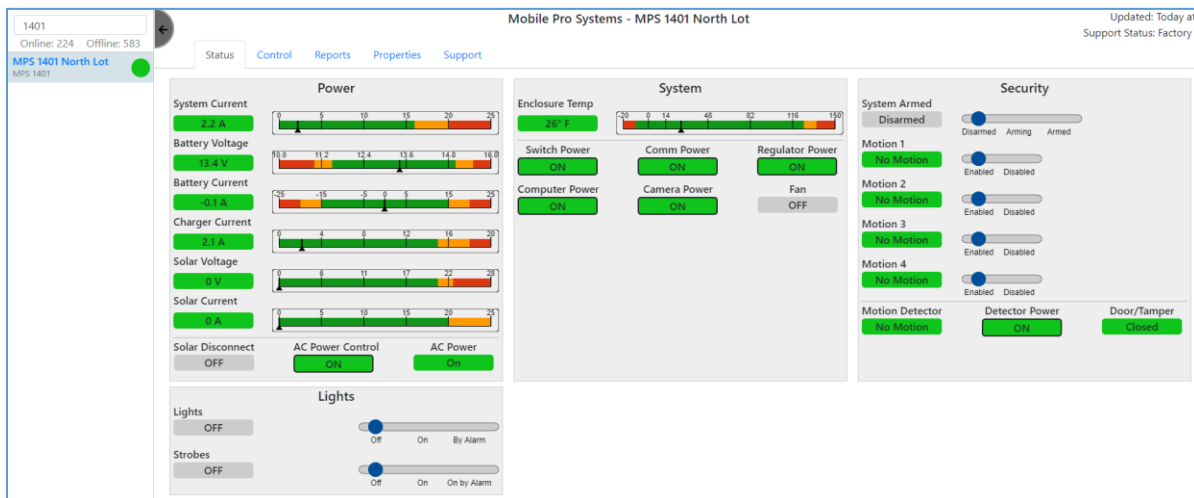 1401
Online: 224 Offline: 583
MPS 1401 North Lot
MPS 1401
Mobile Pro Systems - MPS 1401 North Lot
Updated: Today at
Support Status: Factory
Status Control Reports Properties Support
Power
System Current
2.2 A
0 5 10 15 20 25
Battery Voltage
13.4 V
10.0 11.2 12.4 13.6 14.8 16.0
Battery Current
-0.1 A
-25 -15 -5 0 5 15 25
Charger Current
2.1 A
0 4 8 12 16 20
Solar Voltage
0 V
0 6 11 17 22 28
Solar Current
0 A
0 5 10 15 20 25
Solar Disconnect AC Power Control AC Power
OFF ON On
Lights
Lights
OFF
Off On By Alarm
Strobes
OFF
Off On On by Alarm
System
Enclosure Temp
26° F
-20 0 14 48 82 116 150
Switch Power Comm Power Regulator Power
ON ON ON
Computer Power Camera Power Fan
ON ON OFF
Security
System Armed
Disarmed
Disarmed Arming Armed
Motion 1
No Motion
Enabled Disabled
Motion 2
No Motion
Enabled Disabled
Motion 3
No Motion
Enabled Disabled
Motion 4
No Motion
Enabled Disabled
Motion Detector Detector Power Door/Tamper
No Motion ON Closed